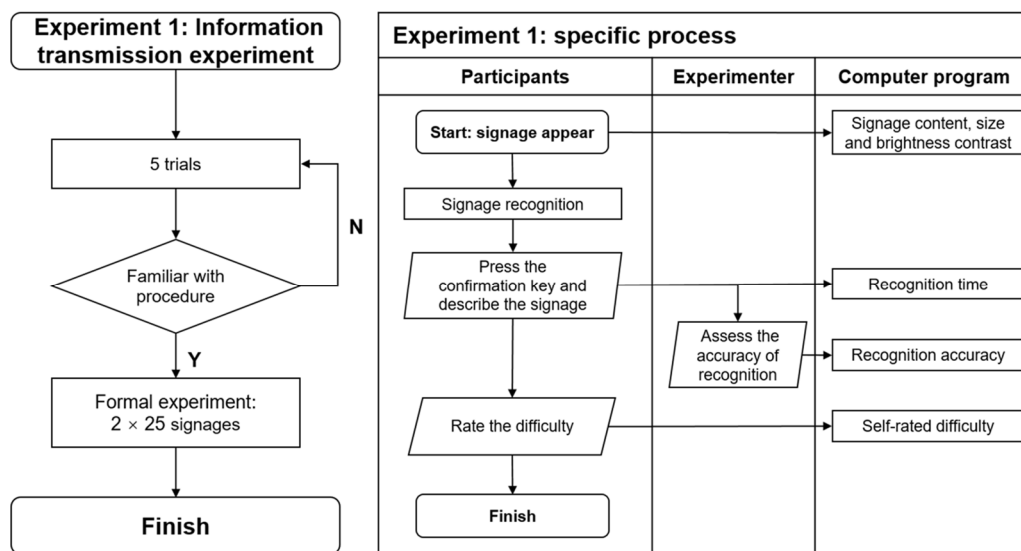 Experiment 1: Information
transmission experiment
5 trials
N
Familiar with
procedure
Y
Formal experiment:
2 × 25 signages
Finish
Experiment 1: specific process
Participants
Experimenter
Computer program
Start: signage appear
Signage content, size
and brightness contrast
Signage recognition
Press the
confirmation key and
describe the signage
Recognition time
Assess the
accuracy of
recognition
Recognition accuracy
Rate the difficulty
Self-rated difficulty
Finish